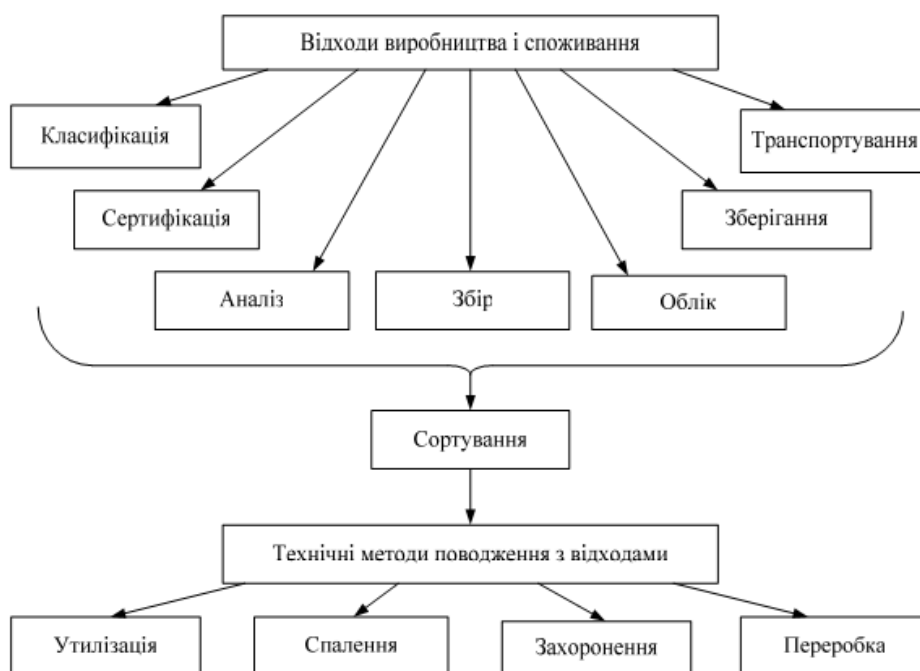 Відходи виробництва і споживання
Класифікація
Транспортування
Сертифікація
Зберігання
Аналіз
Збір
Облік
Сортування
Технічні методи поводження з відходами
Утилізація
Спалення
Захоронення
Переробка